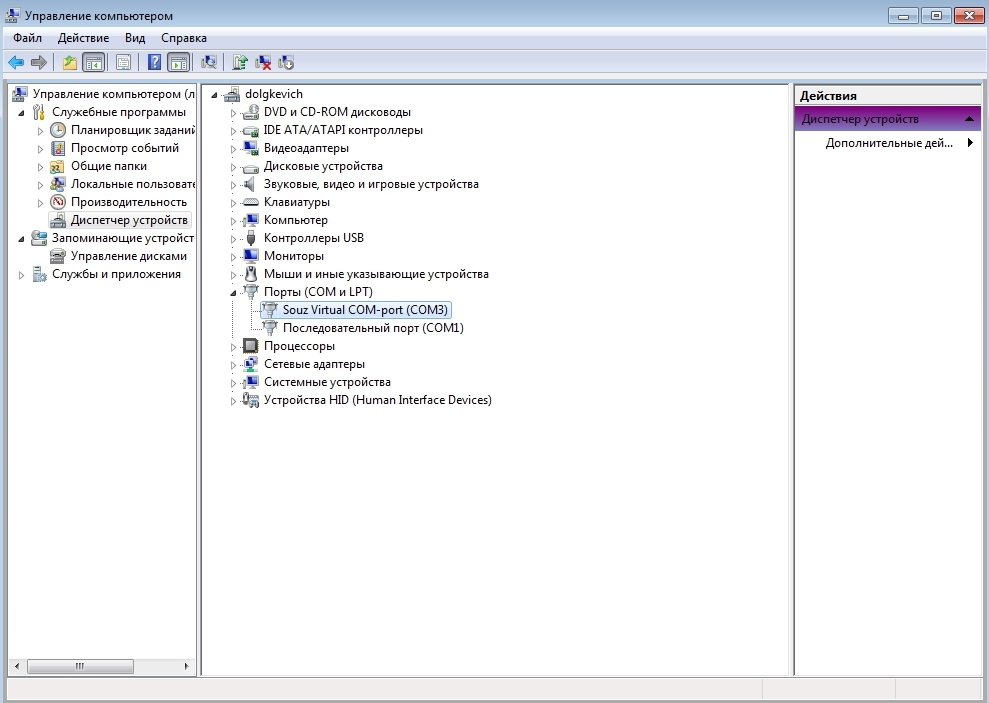 Управление компьютером
Файл Действие Вид Справка
Управление компьютером (л
Служебные программы
Планировщик заданий
Просмотр событий
Общие папки
Локальные пользовате
Производительность
Диспетчер устройств
Запоминающие устройст
Управление дисками
Службы и приложения
dolgkevich
DVD и CD-ROM дисководы
IDE ATA/ATAPI контроллеры
Видеоадаптеры
Дисковые устройства
Звуковые, видео и игровые устройства
Клавиатуры
Компьютер
Контроллеры USB
Мониторы
Мыши и иные указывающие устройства
Порты (COM и LPT)
Souz Virtual COM-port (COM3)
Последовательный порт (COM1)
Процессоры
Сетевые адаптеры
Системные устройства
Устройства HID (Human Interface Devices)
Действия
Диспетчер устройств
Дополнительные дей...